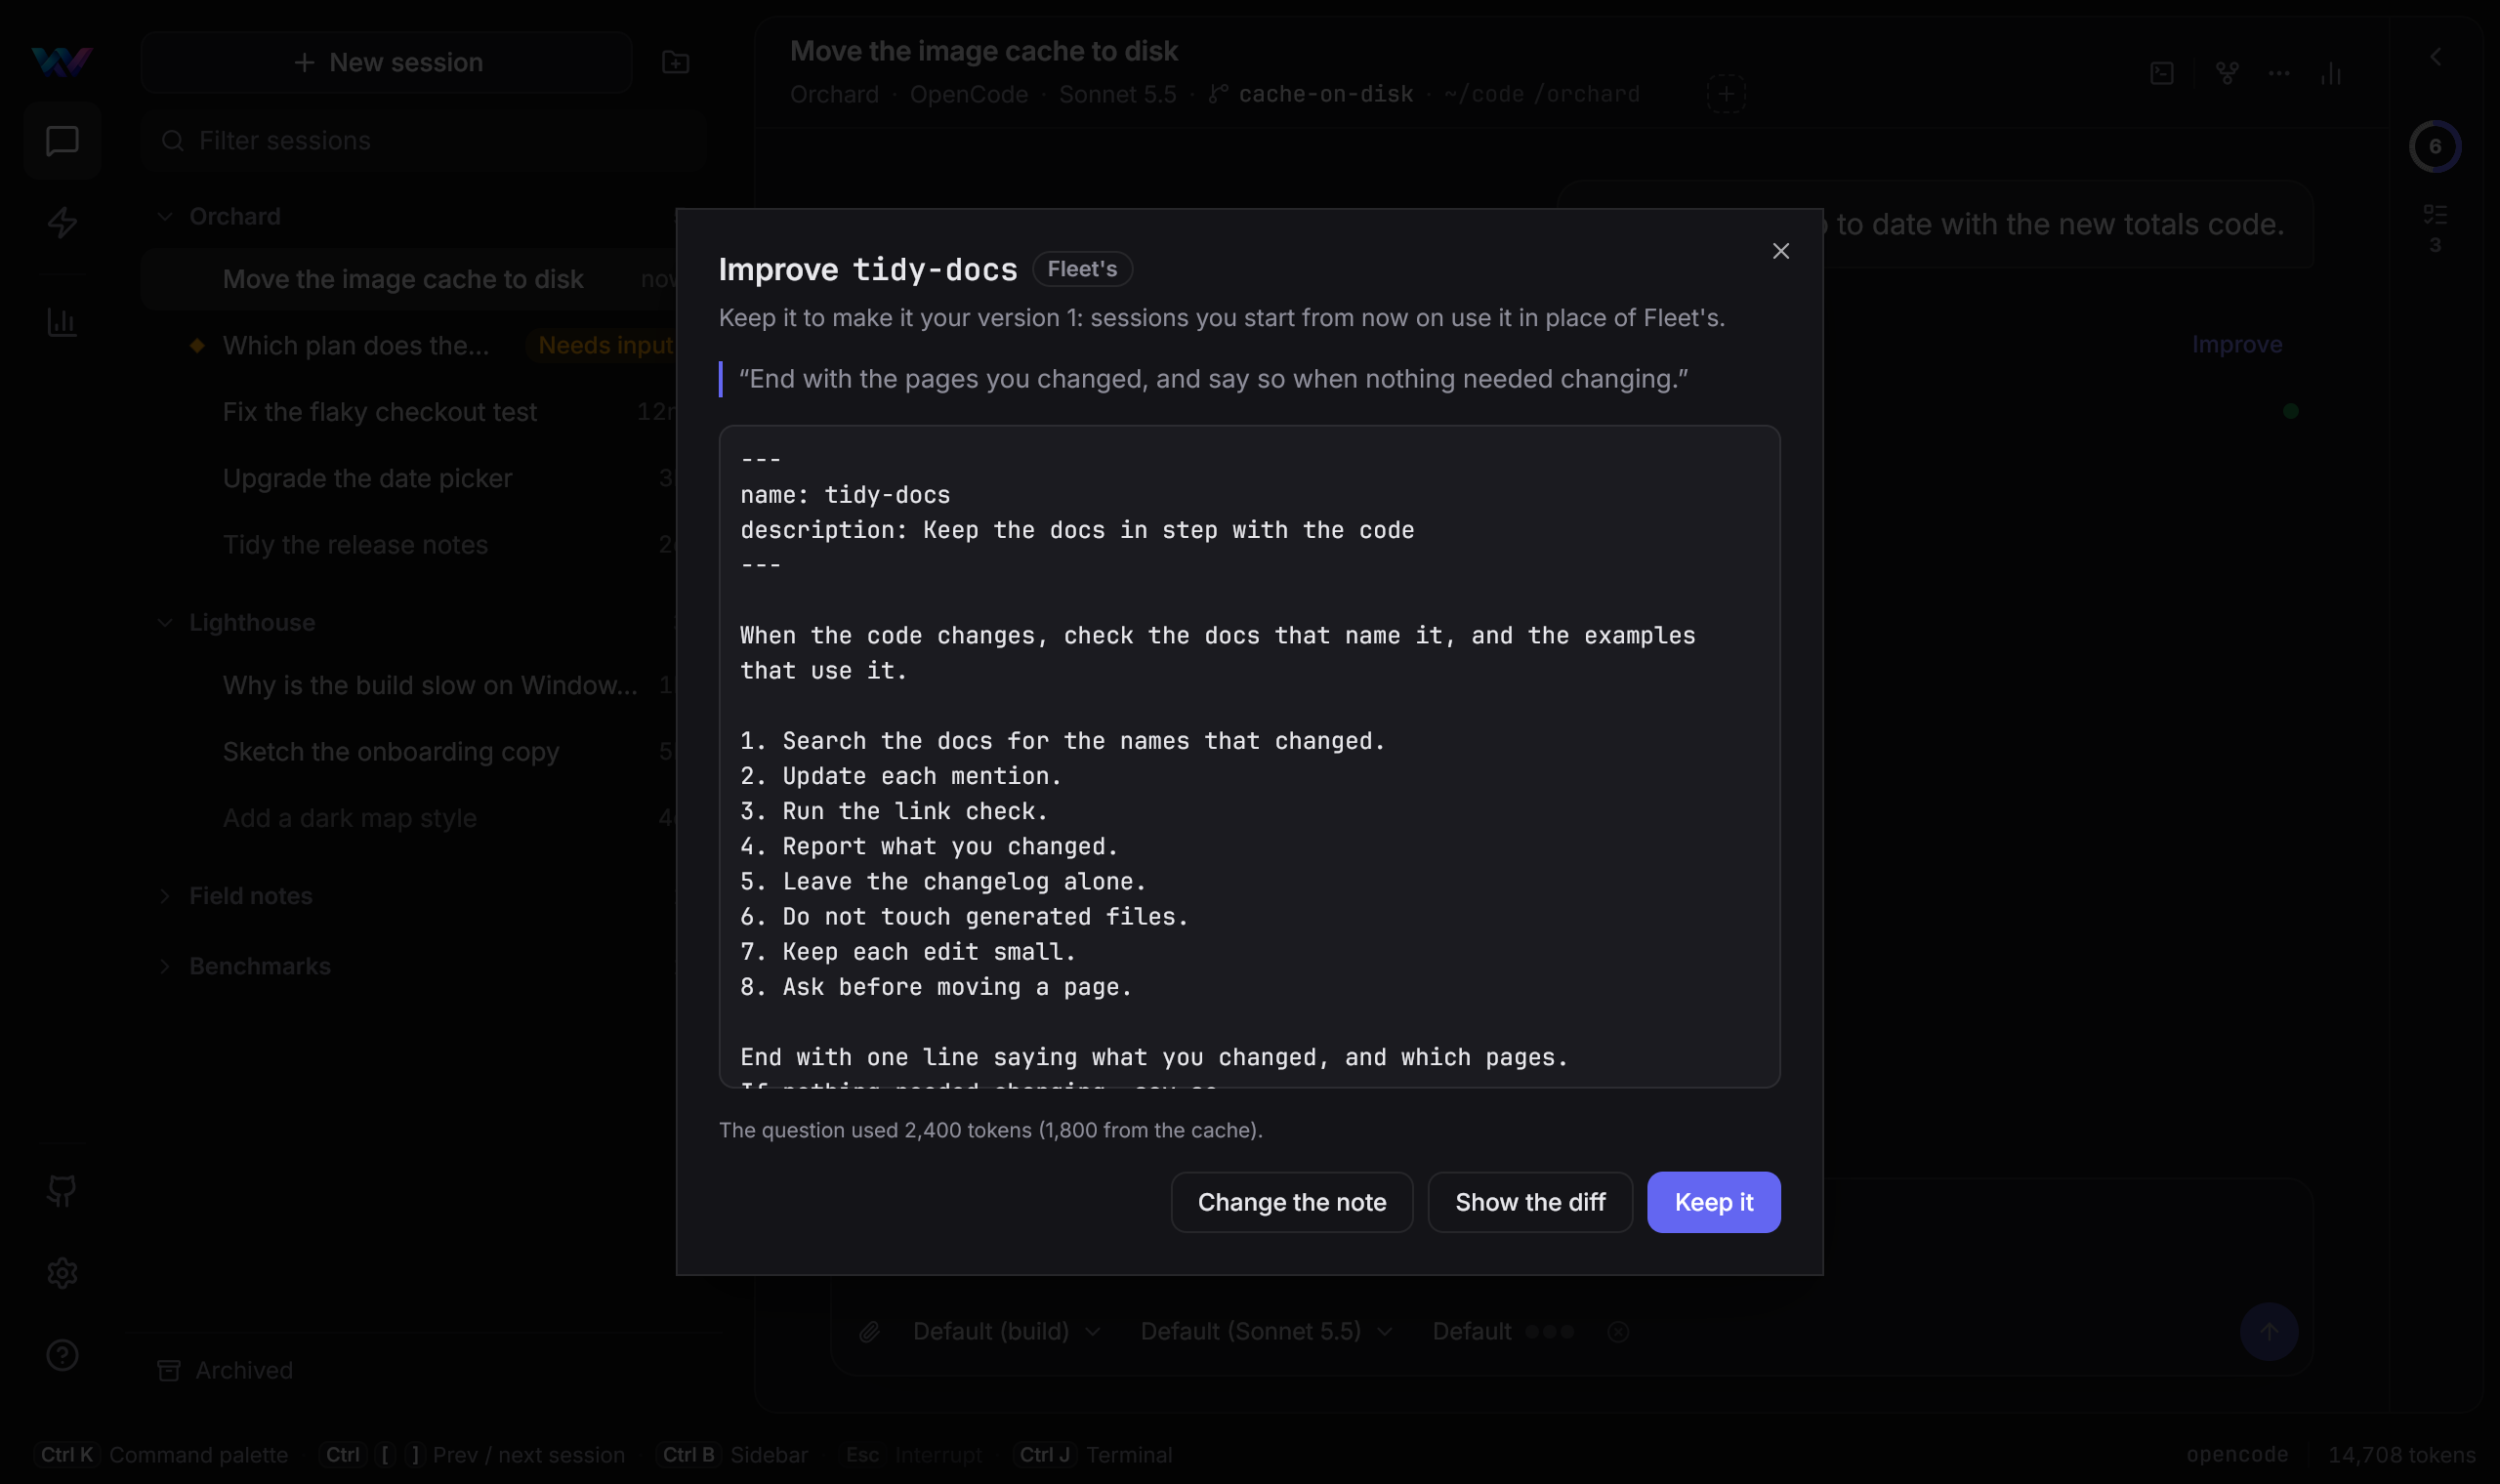 New session
Filter sessions
Orchard
Move the image cache to disk
Which plan does the...
Needs input
Fix the flaky checkout test
Upgrade the date picker
Tidy the release notes
Lighthouse
Why is the build slow on Window...
Sketch the onboarding copy
Add a dark map style
Field notes
Benchmarks
Archived
Move the image cache to disk
Orchard · OpenCode · Sonnet 5.5 · cache-on-disk · ~/code /orchard
to date with the new totals code.
Improve
6
3
Improve tidy-docs Fleet's
Keep it to make it your version 1: sessions you start from now on use it in place of Fleet's.
“End with the pages you changed, and say so when nothing needed changing.”
---
name: tidy-docs
description: Keep the docs in step with the code
---
When the code changes, check the docs that name it, and the examples
that use it.
1. Search the docs for the names that changed.
2. Update each mention.
3. Run the link check.
4. Report what you changed.
5. Leave the changelog alone.
6. Do not touch generated files.
7. Keep each edit small.
8. Ask before moving a page.
End with one line saying what you changed, and which pages.
If nothing needed changing, say so
The question used 2,400 tokens (1,800 from the cache).
Change the note
Show the diff
Keep it
Default (build)
Default (Sonnet 5.5)
Default
Ctrl K Command palette
Ctrl [ ] Prev / next session
Ctrl B Sidebar
Esc Interrupt
Ctrl J Terminal
opencode
14,708 tokens